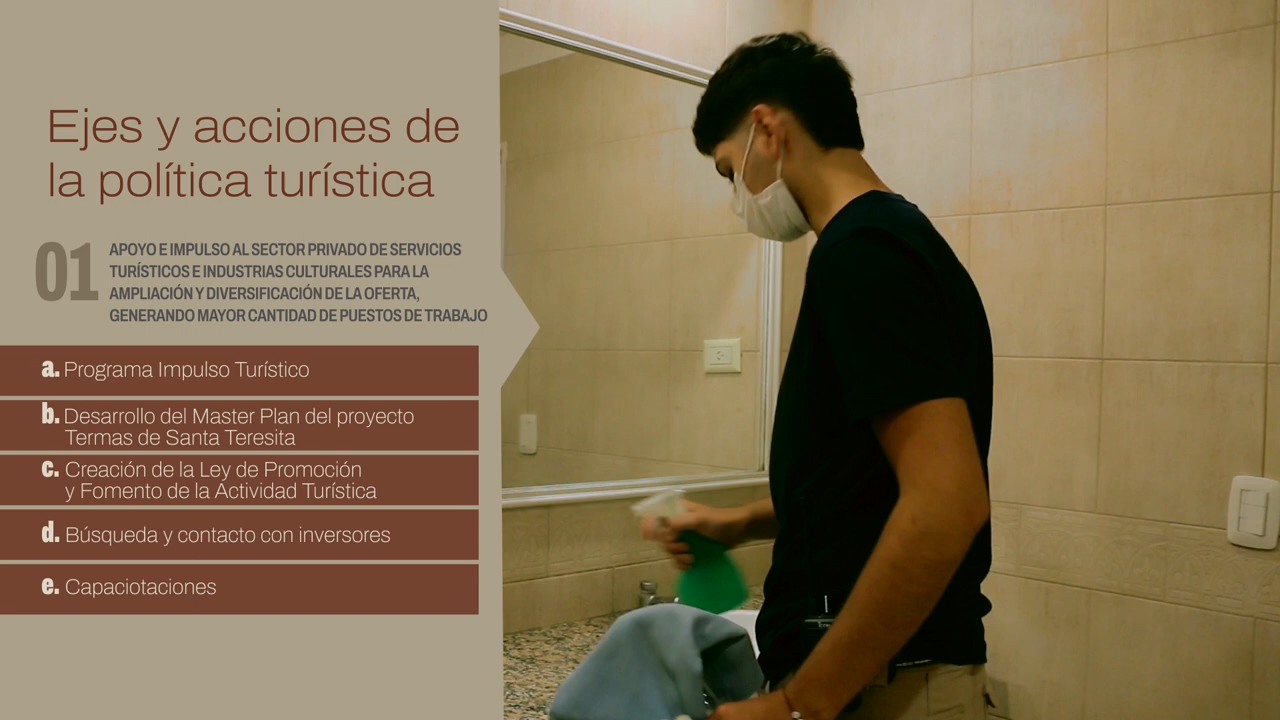 Ejes y acciones de
la política turística
01
APOYO E IMPULSO AL SECTOR PRIVADO DE SERVICIOS
TURÍSTICOS E INDUSTRIAS CULTURALES PARA LA
AMPLIACIÓN Y DIVERSIFICACIÓN DE LA OFERTA,
GENERANDO MAYOR CANTIDAD DE PUESTOS DE TRABAJO
a. Programa Impulso Turístico
b. Desarrollo del Master Plan del proyecto
Termas de Santa Teresita
c. Creación de la Ley de Promoción
y Fomento de la Actividad Turística
d. Búsqueda y contacto con inversores
e. Capaciotaciones